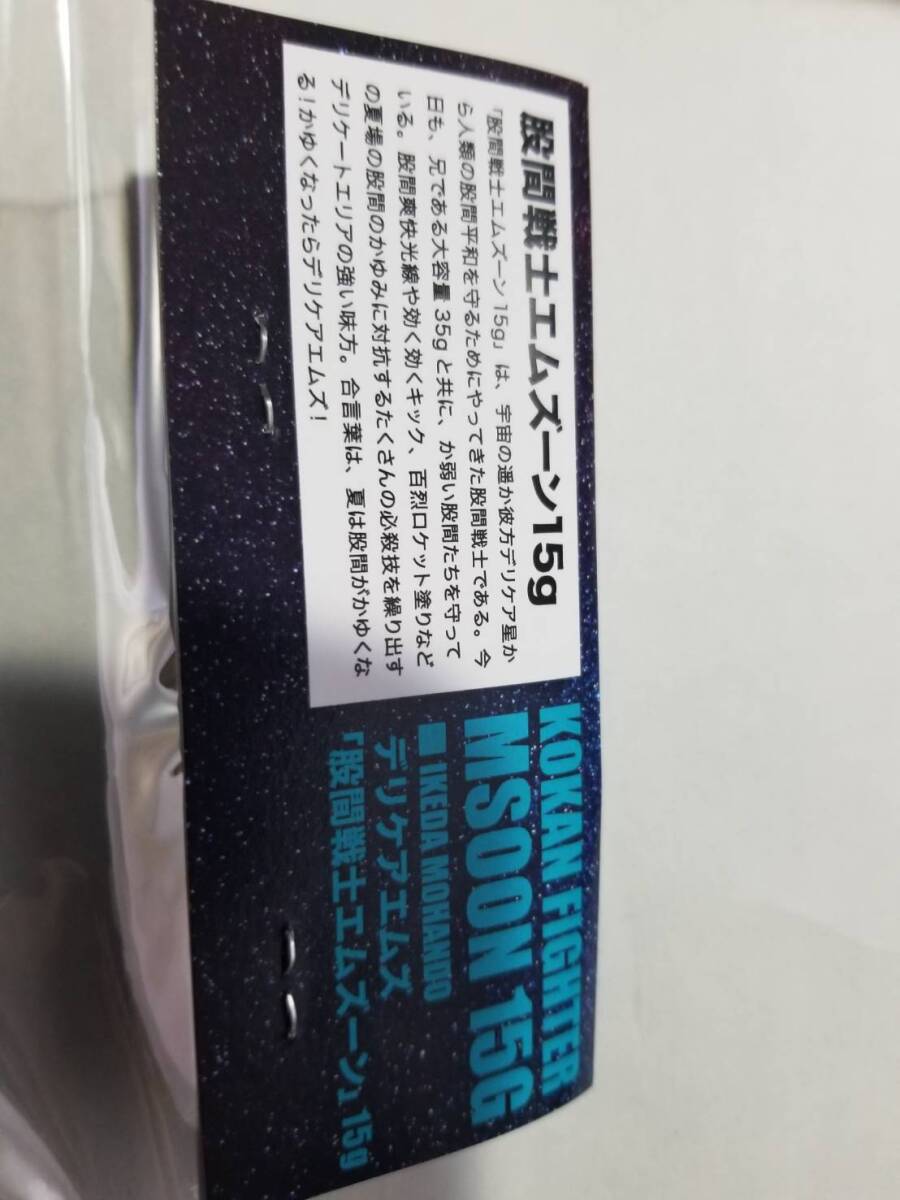 股間戦士エムズーン15g
「股間戦士エムズーン 15g」は、宇宙の遥か彼方デリケア星か
ら人類の股間平和を守るためにやってきた股間戦士である。今
日も、兄である大容量 35g と共に、か弱い股間たちを守って
いる。股間爽快光線や効く効くキック、百烈ロケット塗りなど
の夏場の股間のかゆみに対抗するたくさんの必殺技を繰り出す
デリケートエリアの強い味方。合言葉は、夏は股間がかゆくな
る！かゆくなったらデリケアエムズ！
KOKAN FIGHTER
MSOON 15G
■ IKEDA MOHANDO
デリケアエムズ
「股間戦士エムズーン」15g